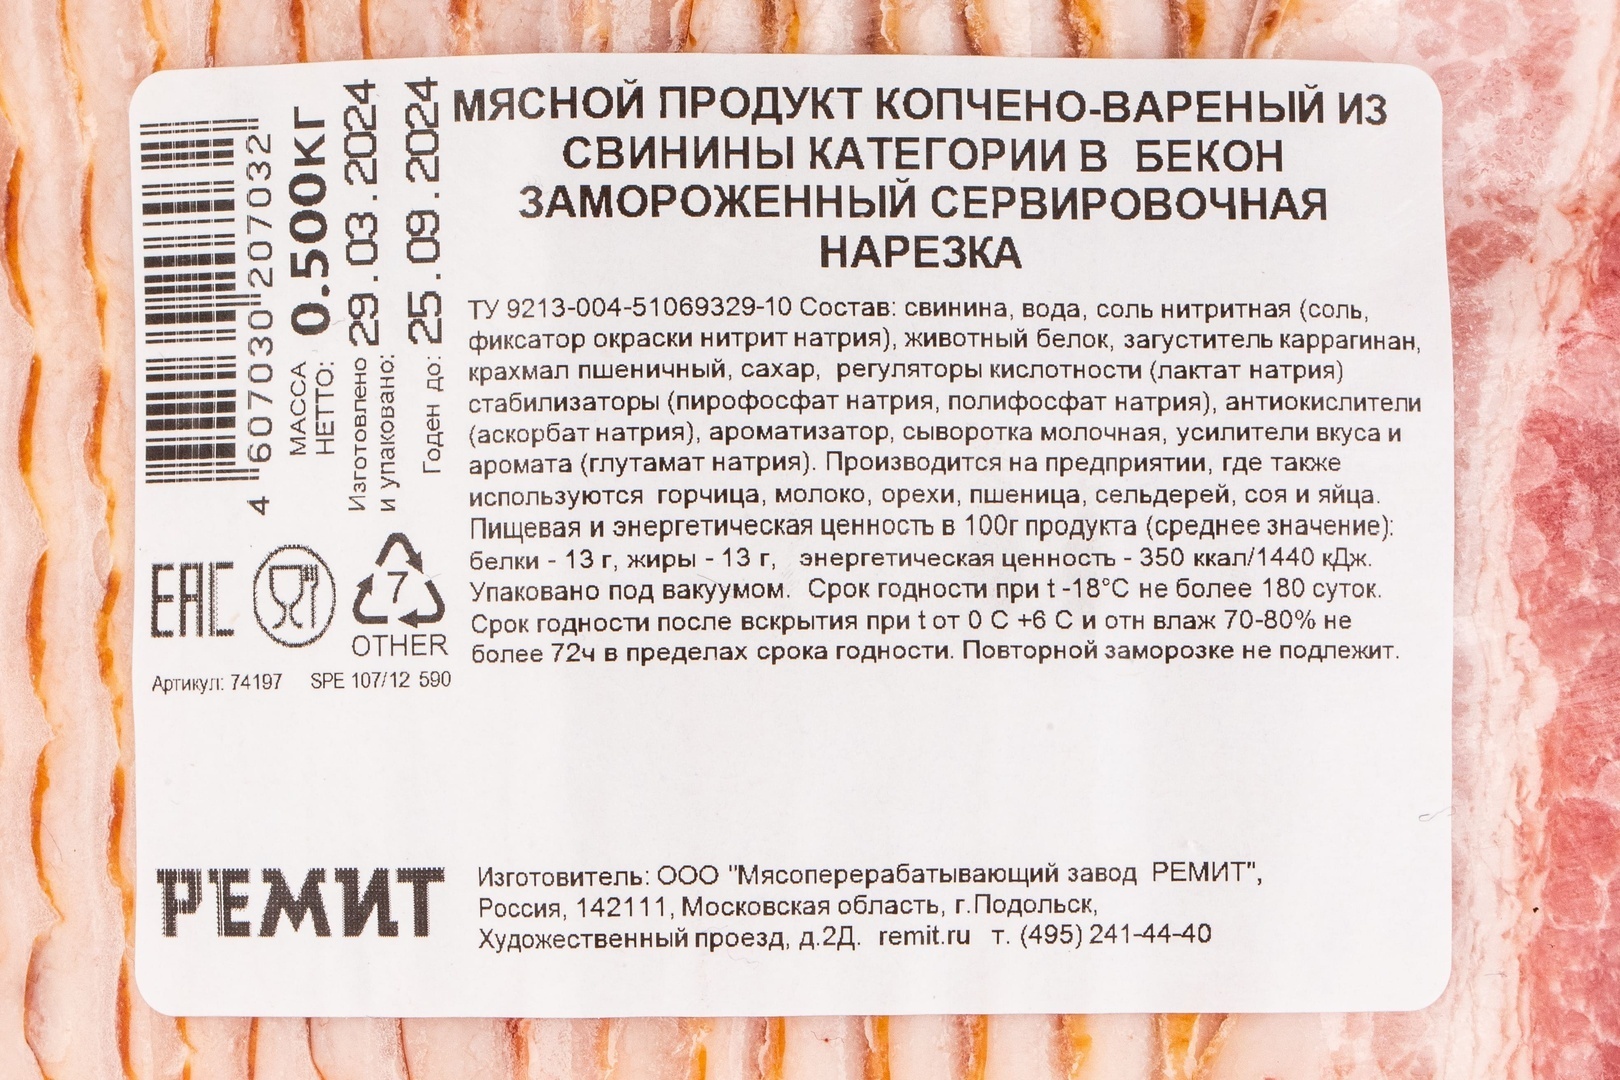 МЯСНОЙ ПРОДУКТ КОПЧЕНО-ВАРЕНЫЙ ИЗ
СВИНИНЫ КАТЕГОРИИ В БЕКОН
ЗАМОРОЖЕННЫЙ СЕРВИРОВОЧНАЯ
НАРЕЗКА
4 607030 207032
МАССА
НЕТТО: 0.500КГ
Изготовлено
и упаковано: 29.03.2024
Годен до: 25.09.2024
ТУ 9213-004-51069329-10 Состав: свинина, вода, соль нитритная (соль,
фиксатор окраски нитрит натрия), животный белок, загуститель каррагинан,
крахмал пшеничный, сахар, регуляторы кислотности (лактат натрия)
стабилизаторы (пирофосфат натрия, полифосфат натрия), антиокислители
(аскорбат натрия), ароматизатор, сыворотка молочная, усилители вкуса и
аромата (глутамат натрия). Производится на предприятии, где также
используются горчица, молоко, орехи, пшеница, сельдерей, соя и яйца.
Пищевая и энергетическая ценность в 100г продукта (среднее значение):
белки - 13 г, жиры - 13 г, энергетическая ценность - 350 ккал/1440 кДж.
Упаковано под вакуумом. Срок годности при t -18°С не более 180 суток.
Срок годности после вскрытия при t от 0 С +6 С и отн влаж 70-80% не
более 72ч в пределах срока годности. Повторной заморозке не подлежит.
ЕАС
7
OTHER
Артикул: 74197 SPE 107/12 590
РЕМИТ
Изготовитель: ООО "Мясоперерабатывающий завод РЕМИТ",
Россия, 142111, Московская область, г.Подольск,
Художественный проезд, д.2Д. remit.ru т. (495) 241-44-40